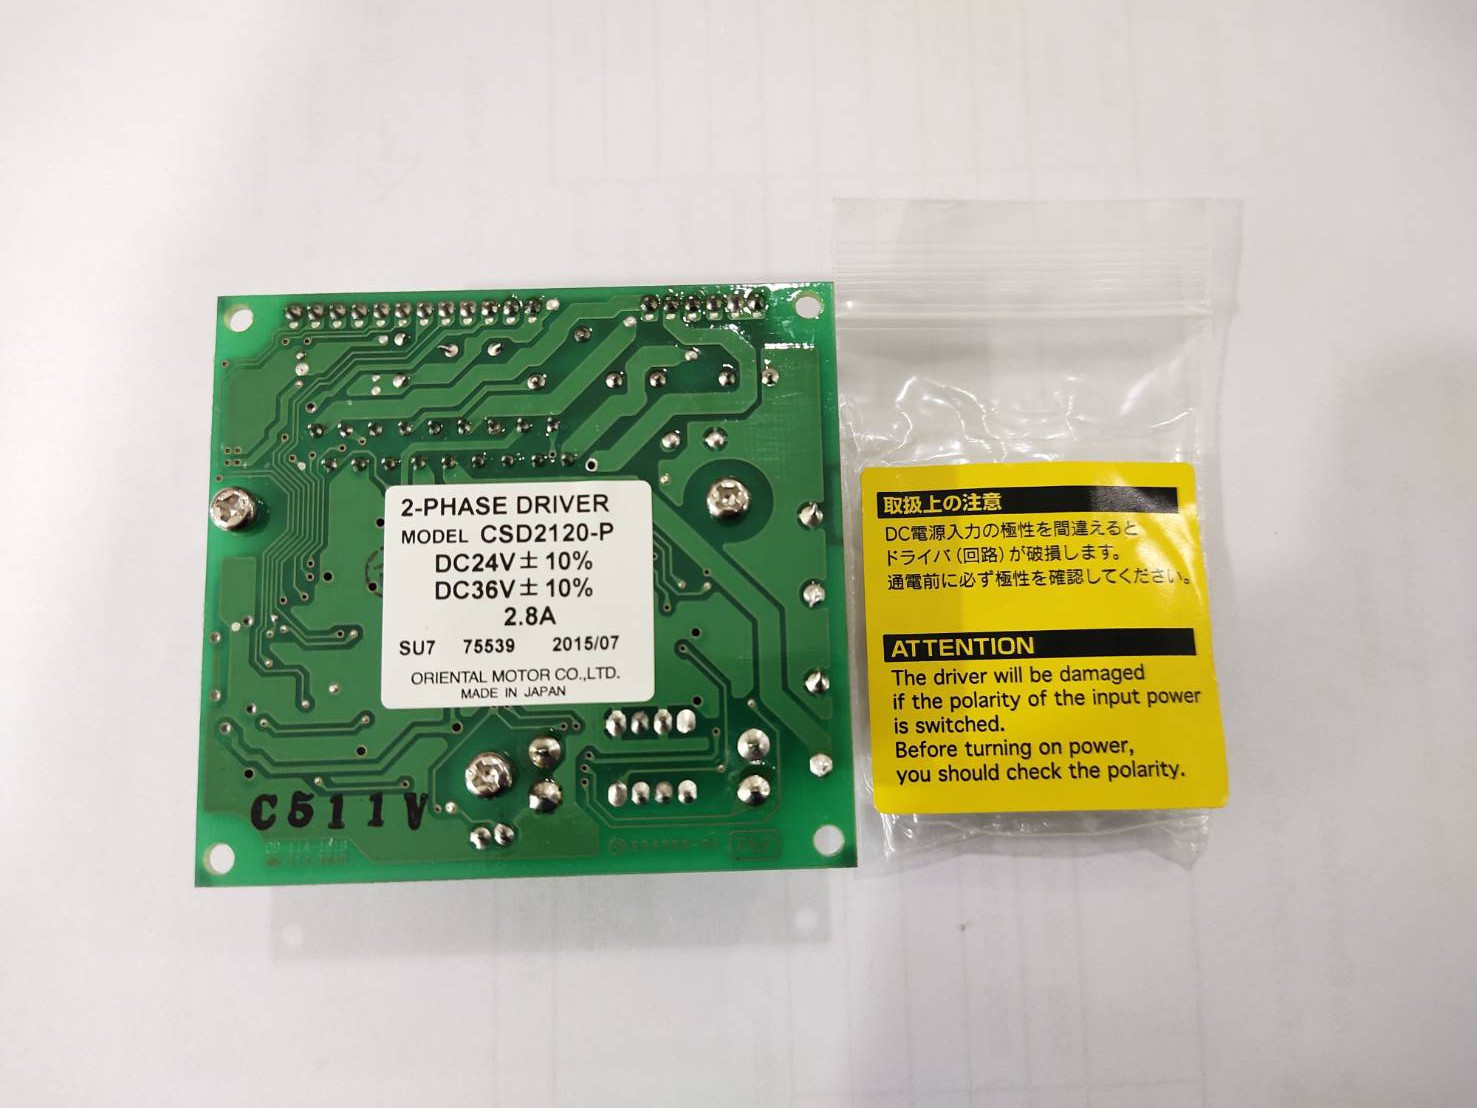 2-PHASE DRIVER
MODEL CSD2120-P
DC24V±10%
DC36V±10%
2.8A
SU7 75539 2015/07
ORIENTAL MOTOR CO.,LTD.
MADE IN JAPAN
C511V
取扱上の注意
DC電源入力の極性を間違えると
ドライバ(回路)が破損します。
通電前に必ず極性を確認してください。
ATTENTION
The driver will be damaged
if the polarity of the input power
is switched.
Before turning on power,
you should check the polarity.